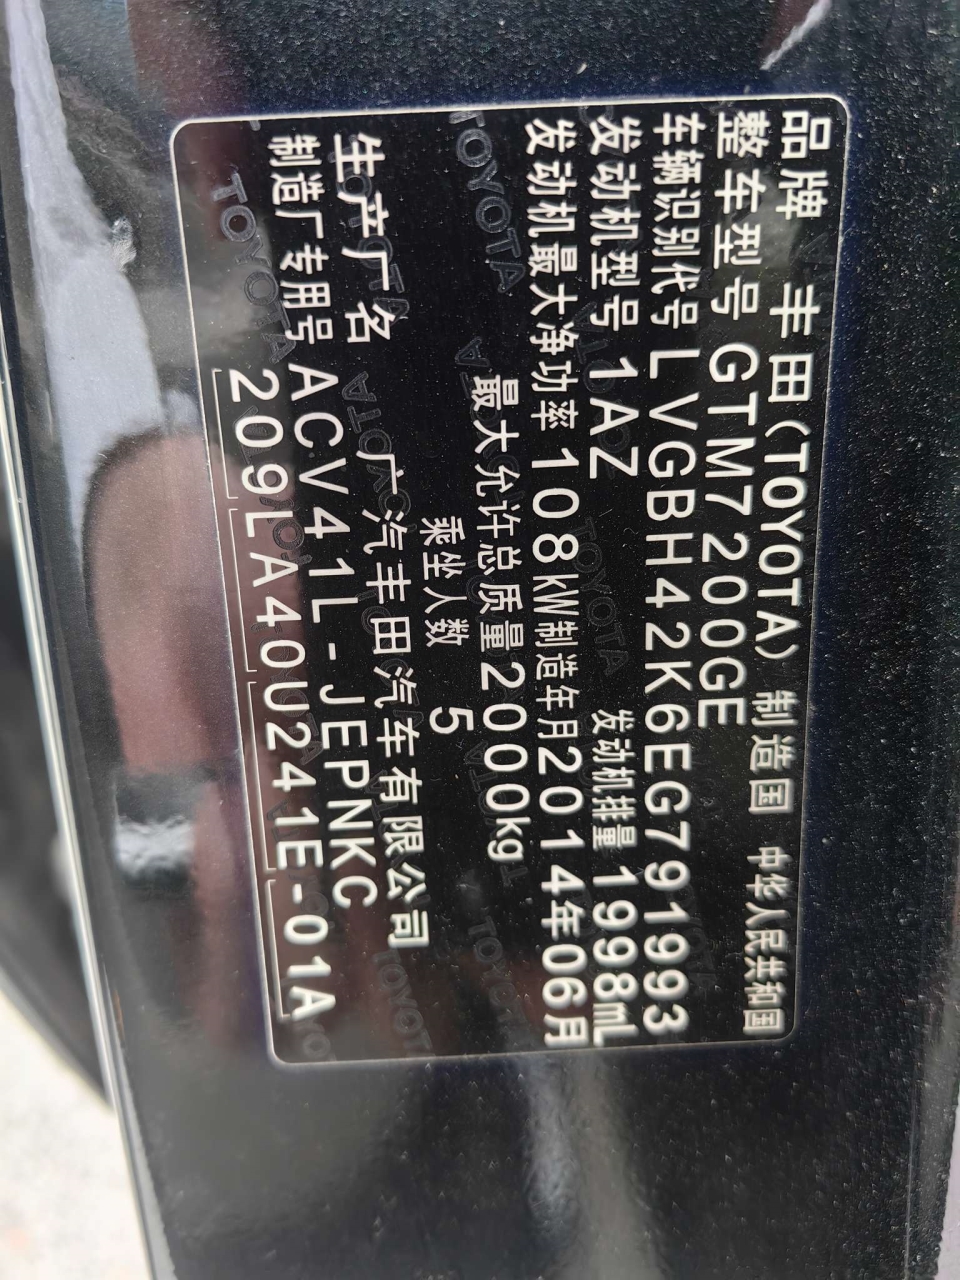 品牌 丰田(TOYOTA) 制造国 中华人民共和国
整车型号 GTM7200GE
车辆识别代号 LVGBH42K6EG791993
发动机型号 1AZ 发动机排量 1998mL
发动机最大净功率 108kW 制造年月 2014年06月
最大允许总质量 2000kg
乘坐人数 5
生产厂名 广汽丰田汽车有限公司
制造厂专用号 ACV41L-JEPNKC
209LA40U241E-01A